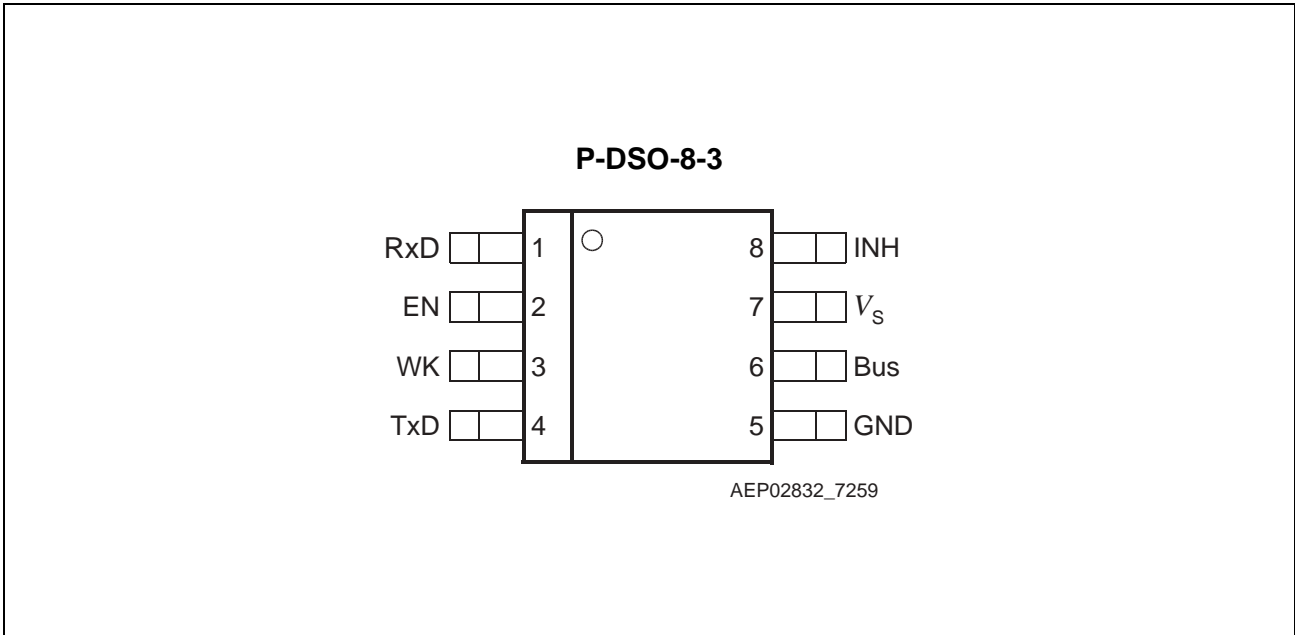 P-DSO-8-3
RxD 1 8 INH
EN 2 7 VS
WK 3 6 Bus
TxD 4 5 GND
AEP02832_7259